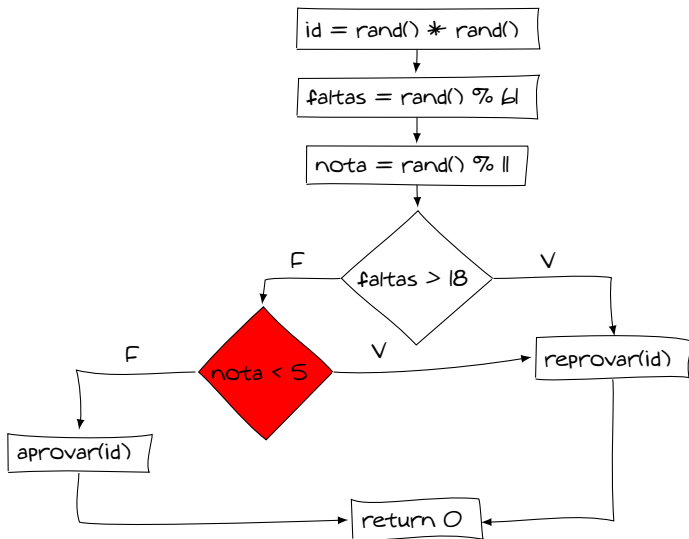 id = rand() * rand()
faltas = rand() % 61
nota = rand() % 11
faltas > 18
F
V
nota < 5
F
V
reprovar(id)
aprovar(id)
return 0